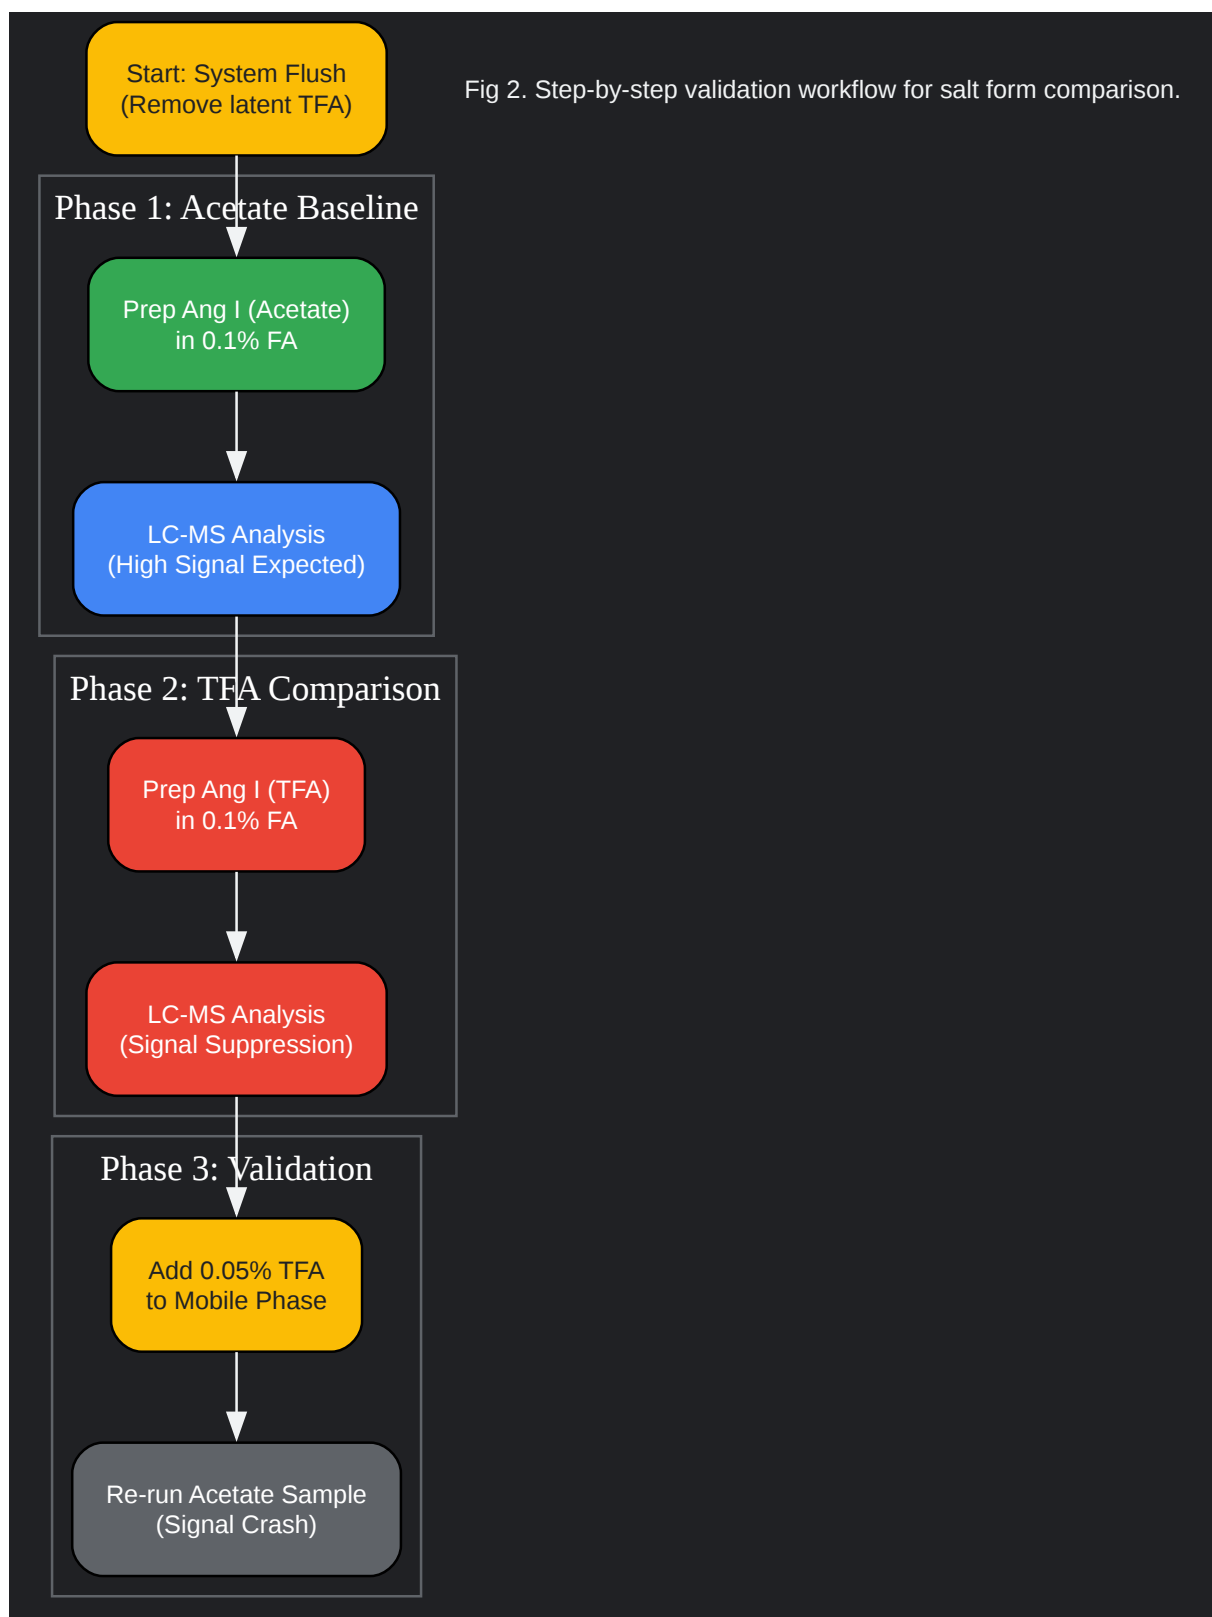 Start: System Flush
(Remove latent TFA)
Fig 2. Step-by-step validation workflow for salt form comparison.
Phase 1: Acetate Baseline
Prep Ang I (Acetate)
in 0.1% FA
LC-MS Analysis
(High Signal Expected)
Phase 2: TFA Comparison
Prep Ang I (TFA)
in 0.1% FA
LC-MS Analysis
(Signal Suppression)
Phase 3: Validation
Add 0.05% TFA
to Mobile Phase
Re-run Acetate Sample
(Signal Crash)